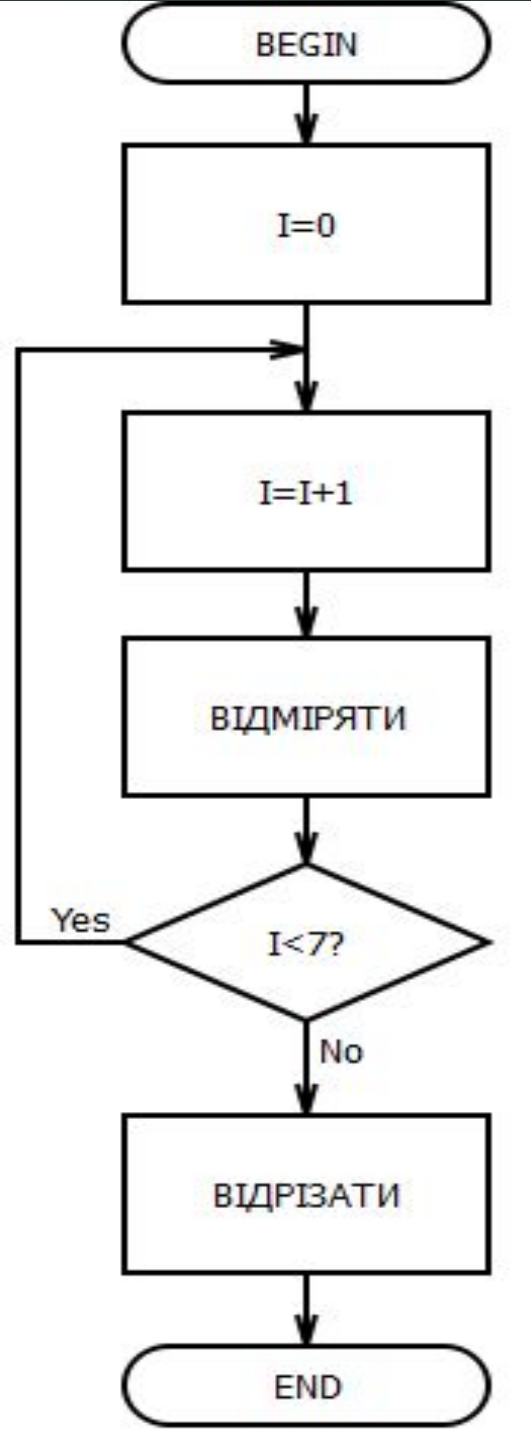 BEGIN
I=0
I=I+1
ВІДМІРЯТИ
I<7?
Yes
No
ВІДРІЗАТИ
END